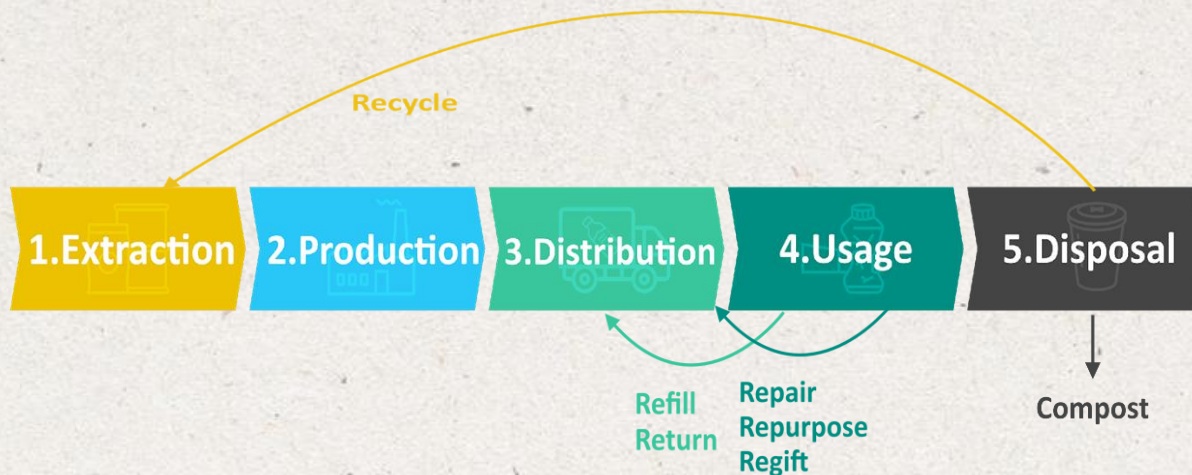 Recycle
1.Extraction
2.Production
3.Distribution
4.Usage
5.Disposal
Refill
Return
Repair
Repurpose
Regift
Compost